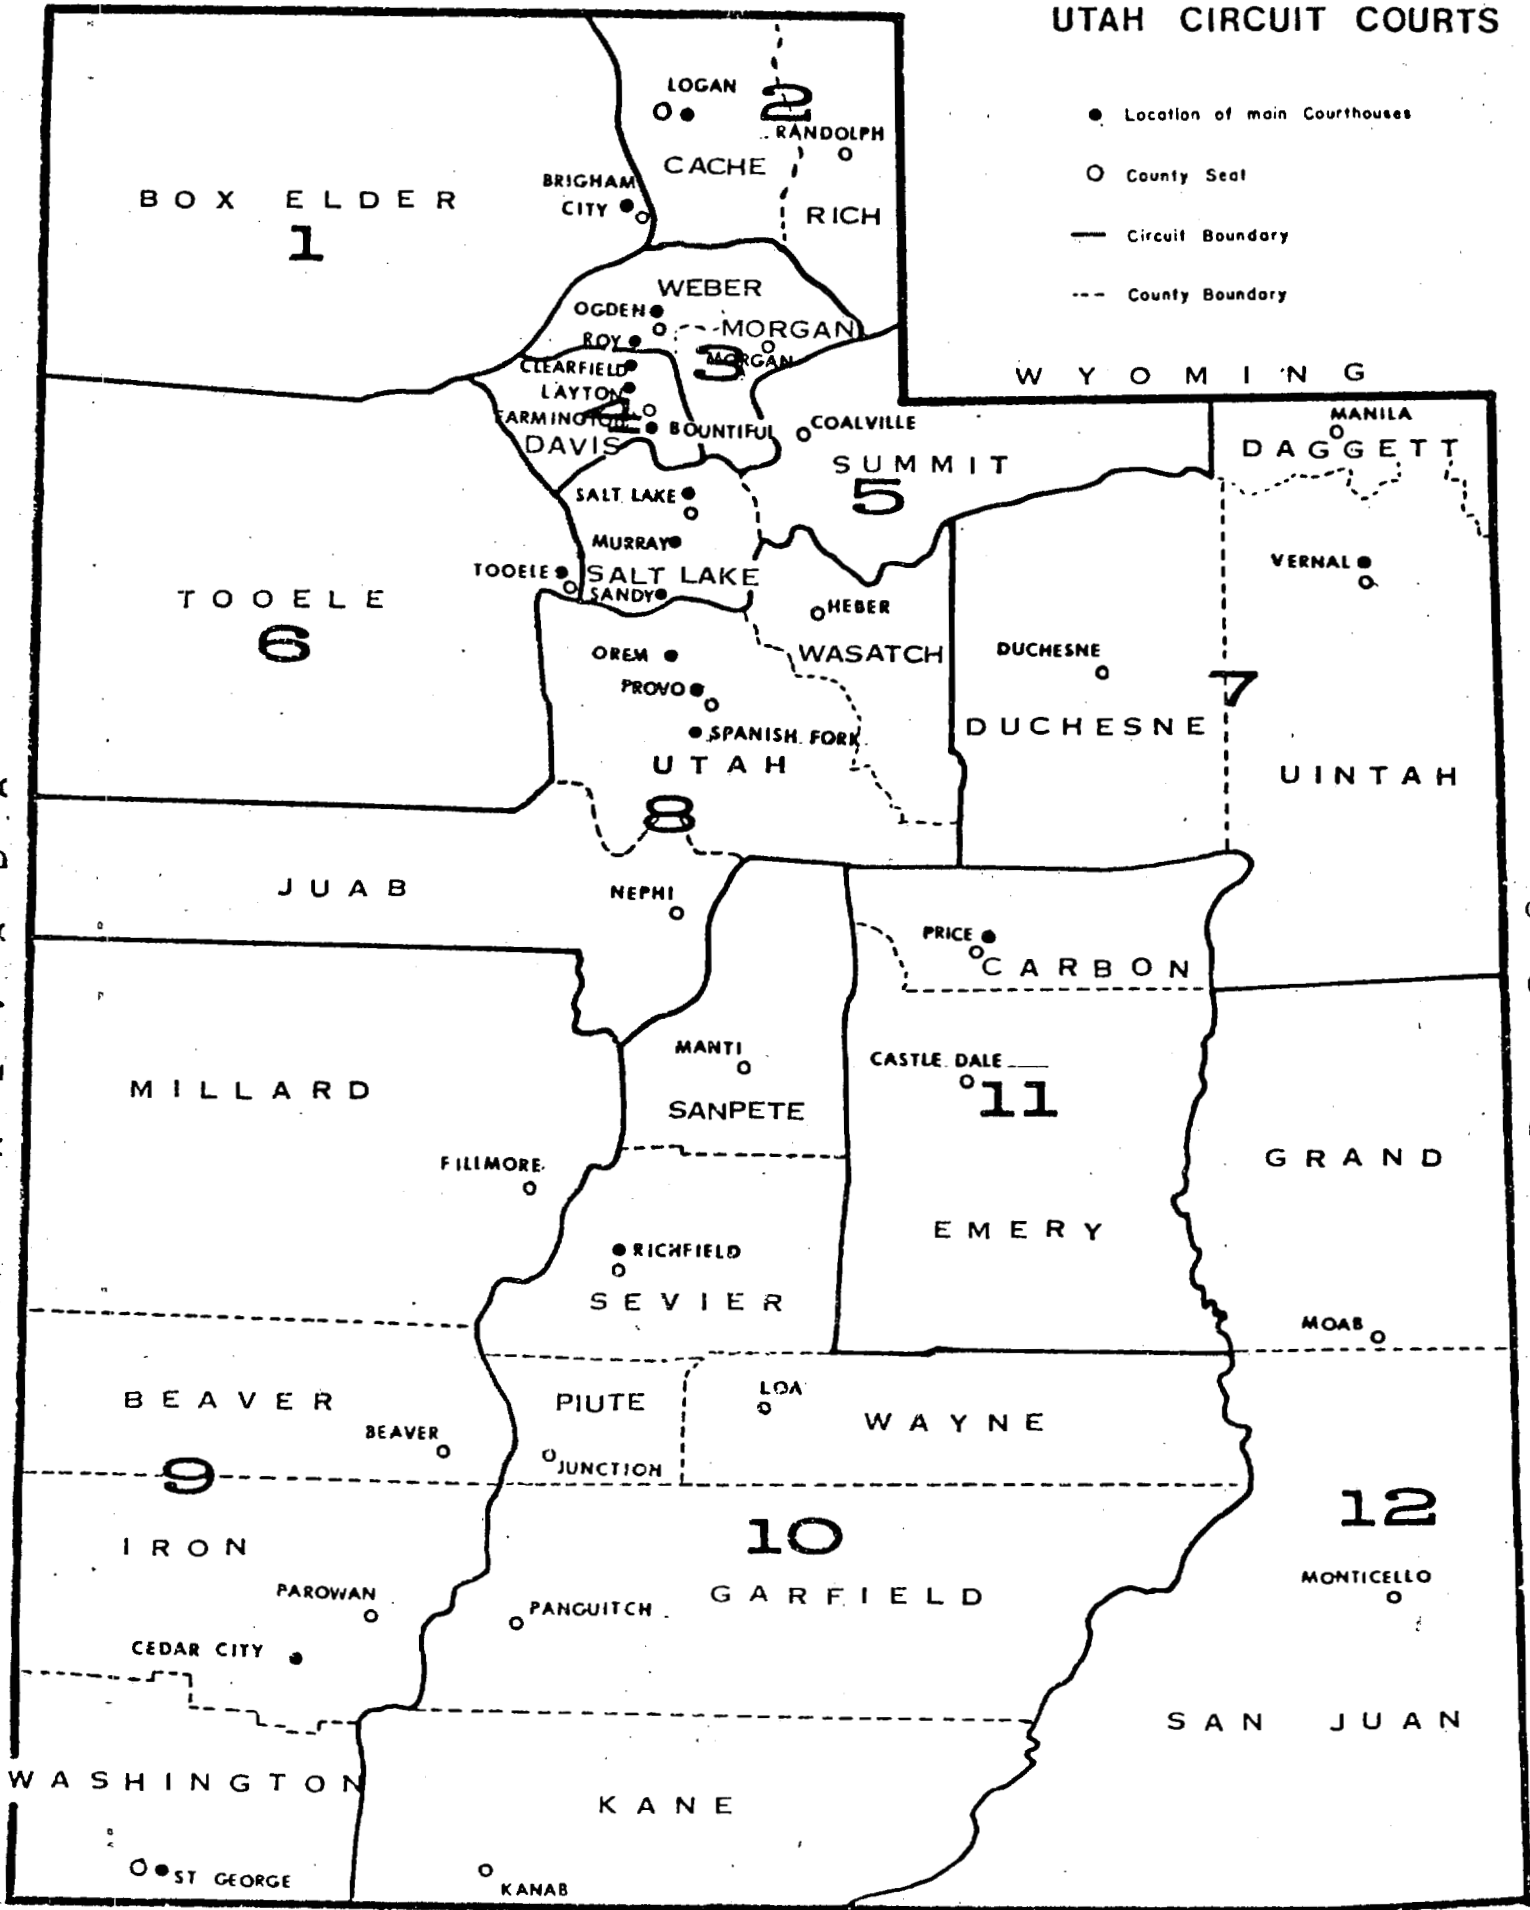 UTAH CIRCUIT COURTS
Location of main Courthouses
County Seat
Circuit Boundary
County Boundary
LOGAN
2
RANDOLPH
CACHE
BRIGHAM
CITY
RICH
BOX ELDER
1
WEBER
OGDEN
MORGAN
ROY
3
MORGAN
CLEARFIELD
LAYTON
4
FARMINGTON
BOUNTIFUL
DAVIS
WYOMING
COALVILLE
SUMMIT
5
MANILA
DAGGETT
SALT LAKE
MURRAY
TOOELE
SALT LAKE
SANDY
VERNAL
TOOELE
6
HEBER
WASATCH
OREM
PROVO
SPANISH FORK
UTAH
8
DUCHESNE
7
DUCHESNE
UINTAH
JUAB
NEPHI
PRICE
CARBON
MANTI
CASTLE DALE
11
SANPETE
MILLARD
FILLMORE
GRAND
EMERY
RICHFIELD
SEVIER
MOAB
BEAVER
BEAVER
9
PIUTE
JUNCTION
LOA
WAYNE
12
IRON
10
PAROWAN
PANGUITCH
GARFIELD
MONTICELLO
CEDAR CITY
SAN JUAN
WASHINGTON
KANE
ST GEORGE
KANAB